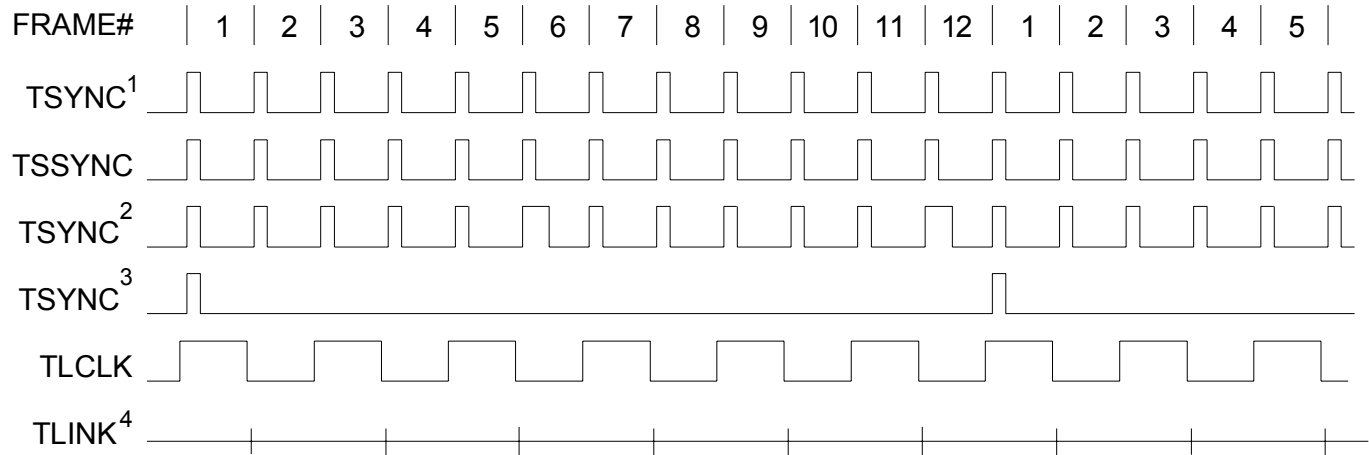 FRAME# 1 2 3 4 5 6 7 8 9 10 11 12 1 2 3 4 5
TSYNC1
TSSYNC
TSYNC2
TSYNC3
TLCLK
TLINK4